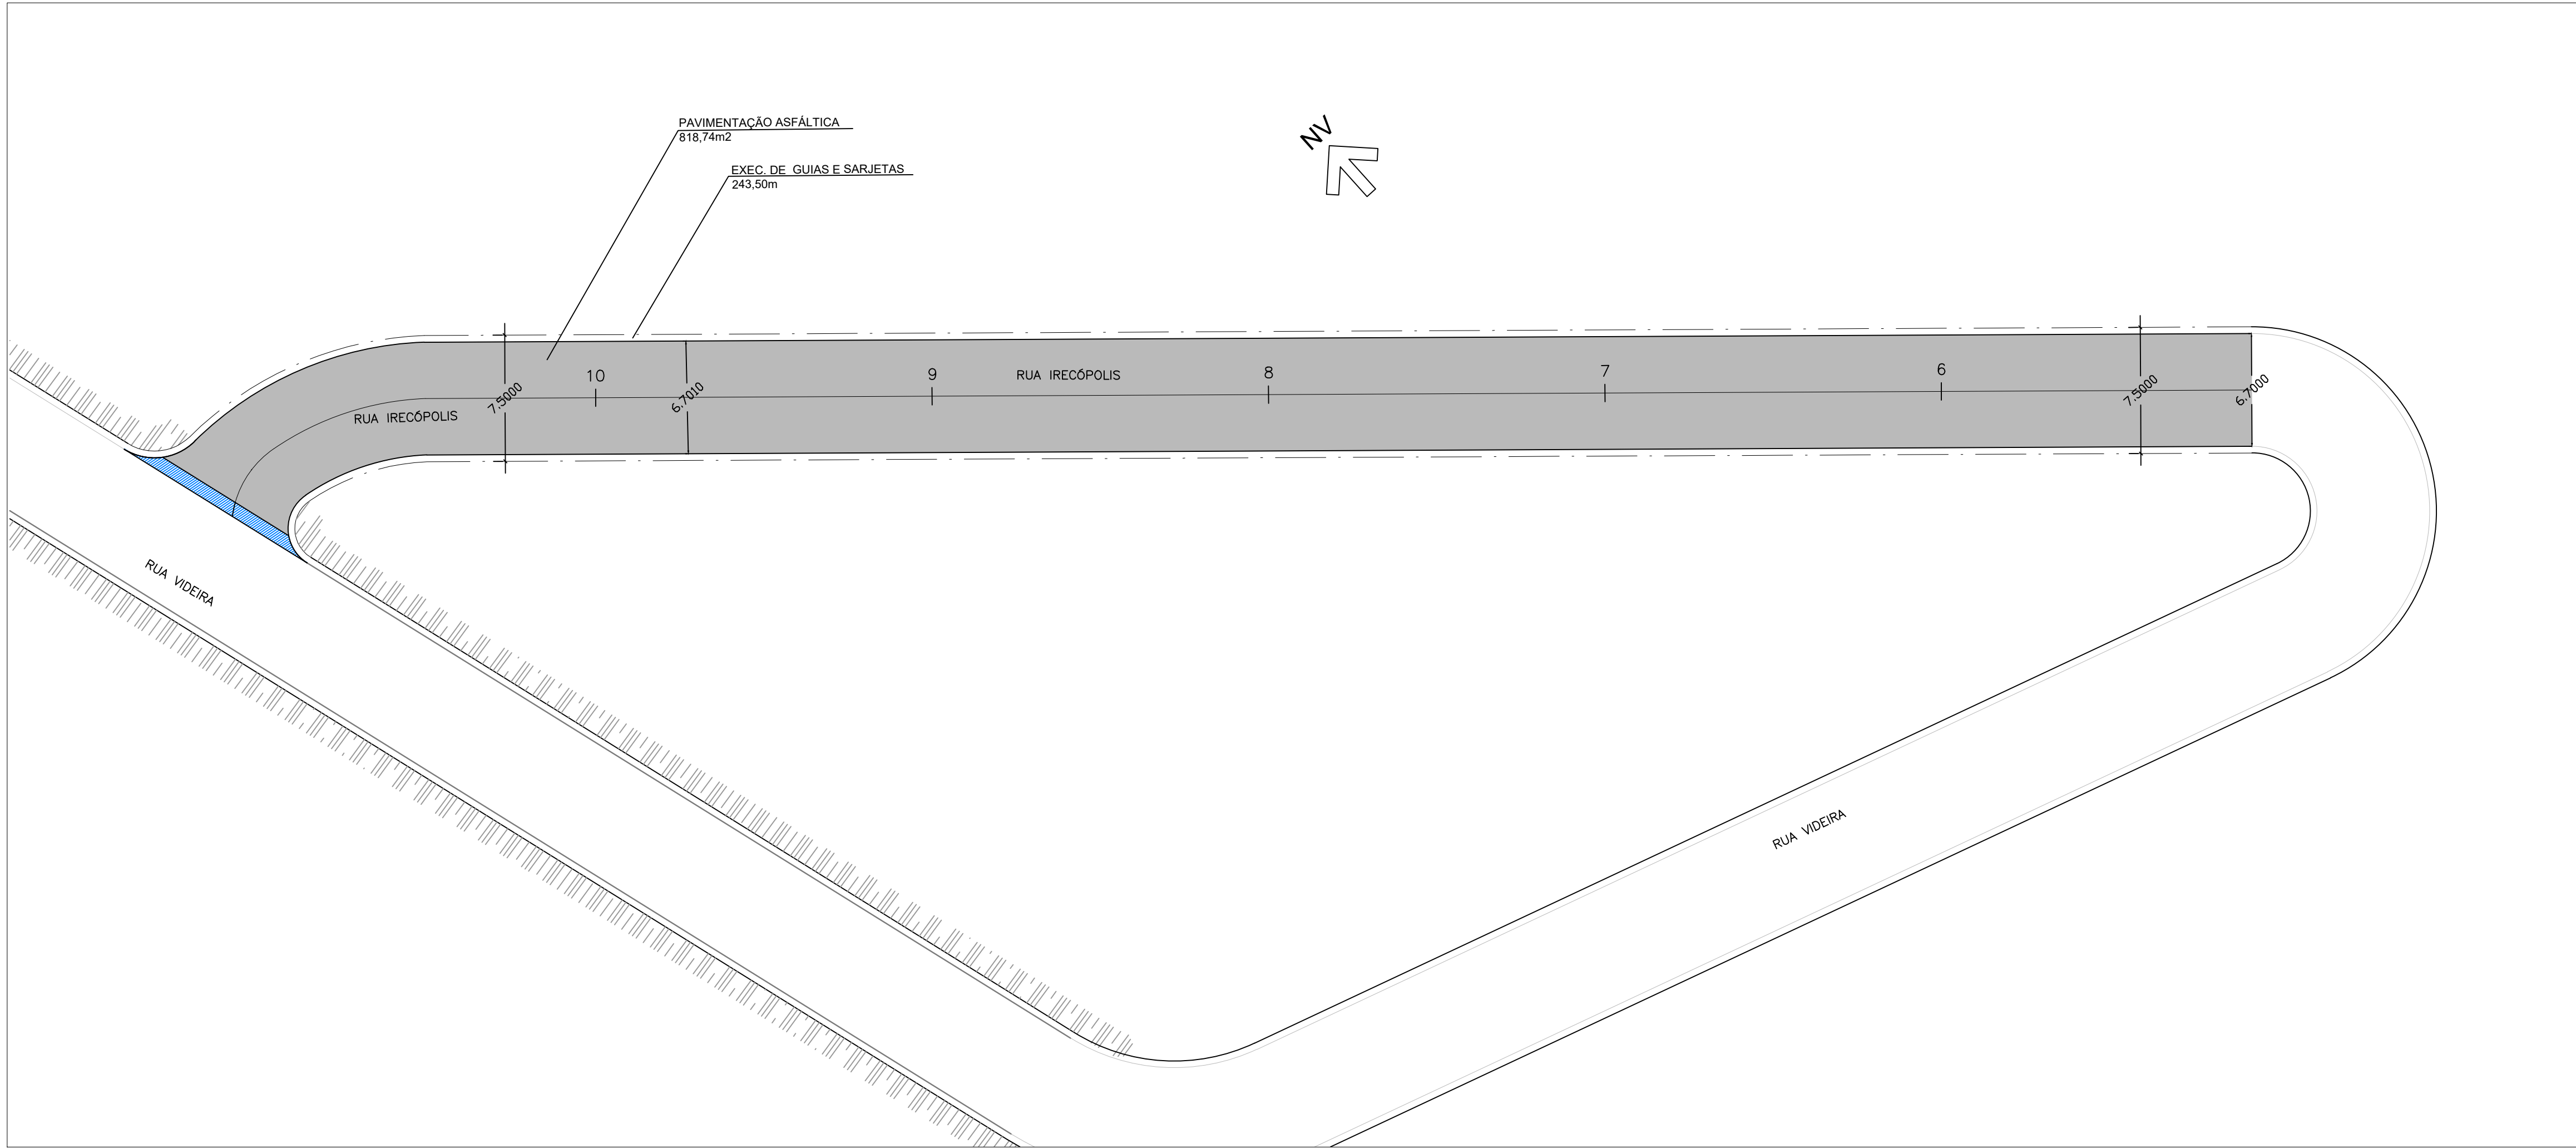 PAVIMENTAÇÃO ASFÁLTICA
818,74m2
EXEC. DE  GUIAS E SARJETAS
243,50m
NV
10
9
RUA IRECÓPOLIS
8
7
6
7.5000
6.7010
7.5000
6.7000
RUA IRECÓPOLIS
RUA VIDEIRA
RUA VIDEIRA